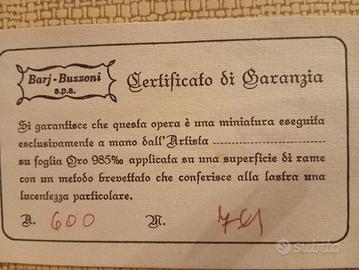 Barj-Buzzoni
s.p.a.
Certificato di Garanzia
Si garantisce che questa opera è una miniatura eseguita
esclusivamente a mano dall'Artista
su foglia Oro 985‰ applicata su una superficie di rame
con un metodo brevettato che conferisce alla lastra una
lucentezza particolare.
A. 600 N.
subito